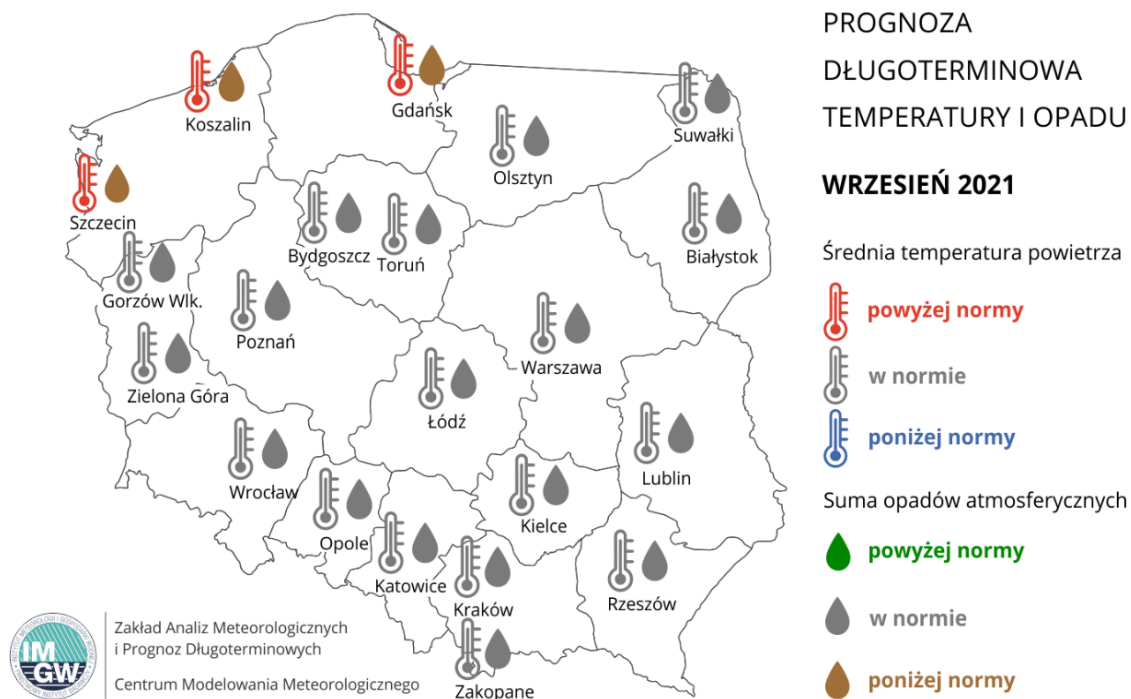 PROGNOZA
DŁUGOTERMINOWA
TEMPERATURY I OPADU
WRZESIEŃ 2021
Średnia temperatura powietrza
powyżej normy
w normie
poniżej normy
Suma opadów atmosferycznych
powyżej normy
w normie
poniżej normy
Koszalin
Gdańsk
Suwałki
Olsztyn
Szczecin
Bydgoszcz
Toruń
Białystok
Gorzów Wlk.
Poznań
Warszawa
Zielona Góra
Łódź
Wrocław
Lublin
Opole
Kielce
Katowice
Kraków
Rzeszów
Zakopane
IM
GW
Zakład Analiz Meteorologicznych
i Prognoz Długoterminowych
Centrum Modelowania Meteorologicznego